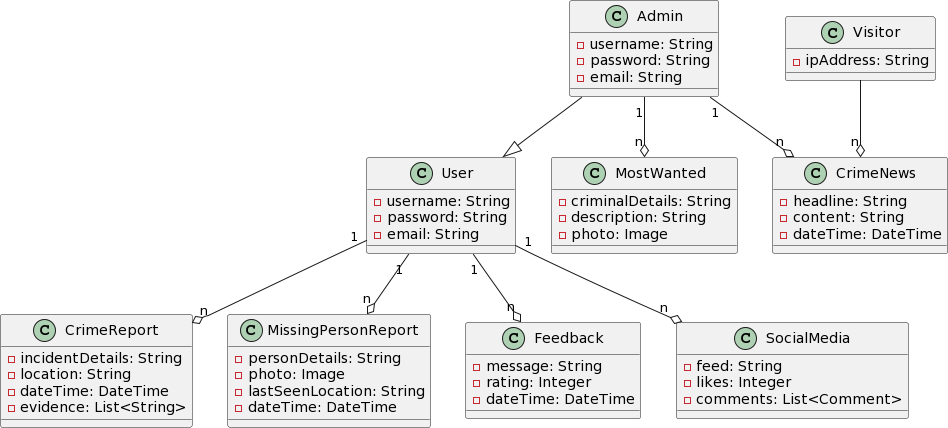 C Admin
username: String
password: String
email: String
C Visitor
ipAddress: String
1
1
n
n
n
C User
username: String
password: String
email: String
C MostWanted
criminalDetails: String
description: String
photo: Image
C CrimeNews
headline: String
content: String
dateTime: DateTime
1
1
1
1
n
n
n
n
C CrimeReport
incidentDetails: String
location: String
dateTime: DateTime
evidence: List<String>
C MissingPersonReport
personDetails: String
photo: Image
lastSeenLocation: String
dateTime: DateTime
C Feedback
message: String
rating: Integer
dateTime: DateTime
C SocialMedia
feed: String
likes: Integer
comments: List<Comment>